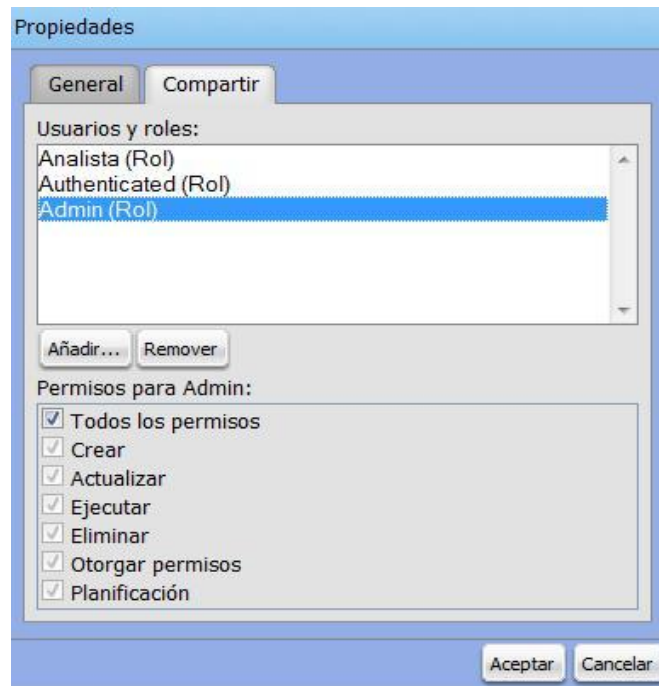 Propiedades
General Compartir
Usuarios y roles:
Analista (Rol)
Authenticated (Rol)
Admin (Rol)
Añadir... Remover
Permisos para Admin:
Todos los permisos
Crear
Actualizar
Ejecutar
Eliminar
Otorgar permisos
Planificación
Aceptar Cancelar